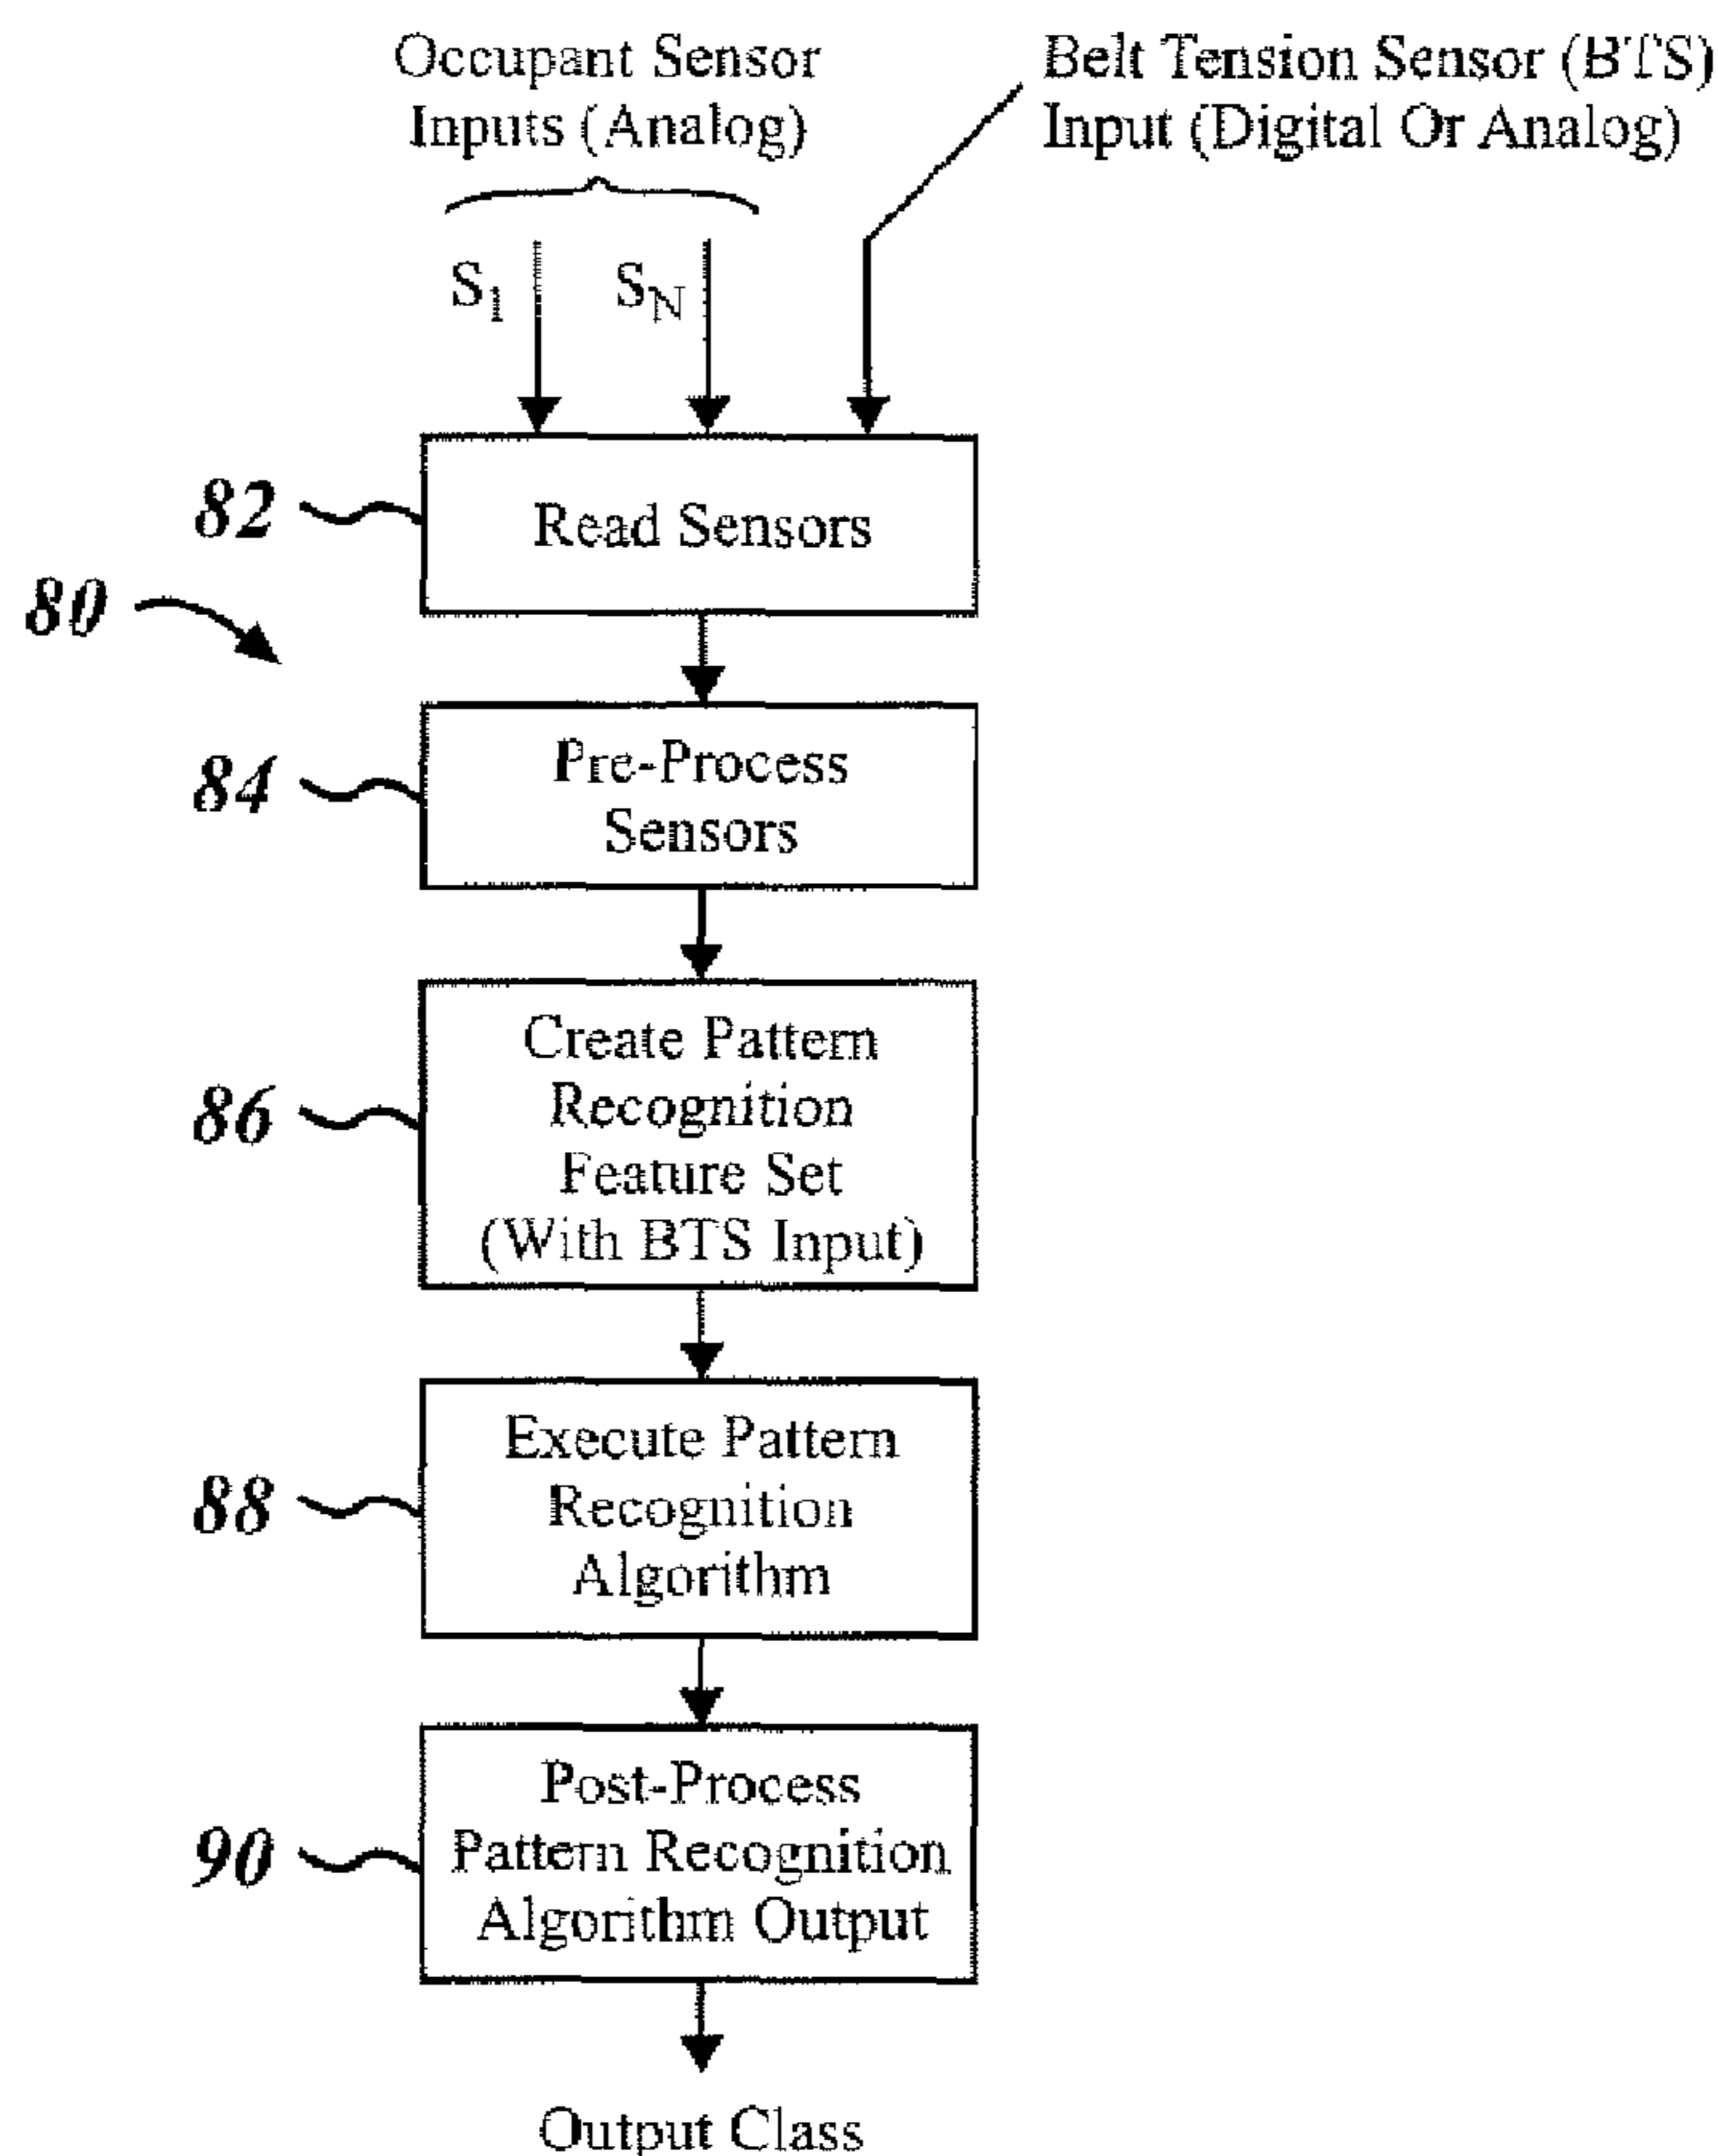 Occupant Sensor
Inputs (Analog)
Belt Tension Sensor (BTS)
Input (Digital Or Analog)
S1
SN
82
Read Sensors
80
84
Pre-Process
Sensors
86
Create Pattern
Recognition
Feature Set
(With BTS Input)
88
Execute Pattern
Recognition
Algorithm
90
Post-Process
Pattern Recognition
Algorithm Output
Output Class